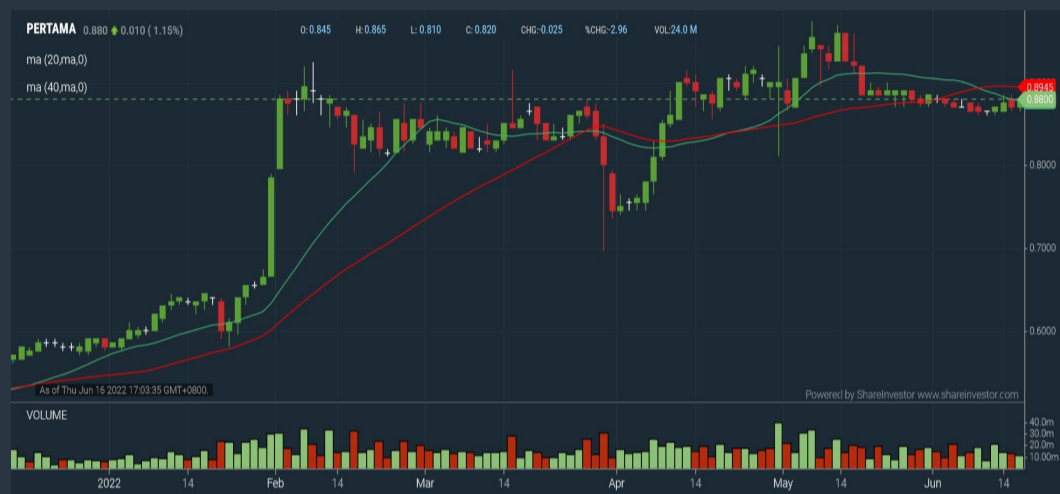 PERTAMA 0.880 0.010 ( 1.15%) O: 0.845 H: 0.865 L: 0.810 C: 0.820 CHG:-0.025 %CHG:-2.96 VOL:24.0 M
ma (20,ma,0)
ma (40,ma,0)
0.8945
0.8800
0.8000
0.7000
0.6000
As of Thu Jun 16 2022 17:03:35 GMT+0800.
Powered by ShareInvestor www.shareinvestor.com
VOLUME
40.0m
30.0m
20.0m
10.00m
2022 14 Feb 14 Mar 14 Apr 14 May 14 Jun 14